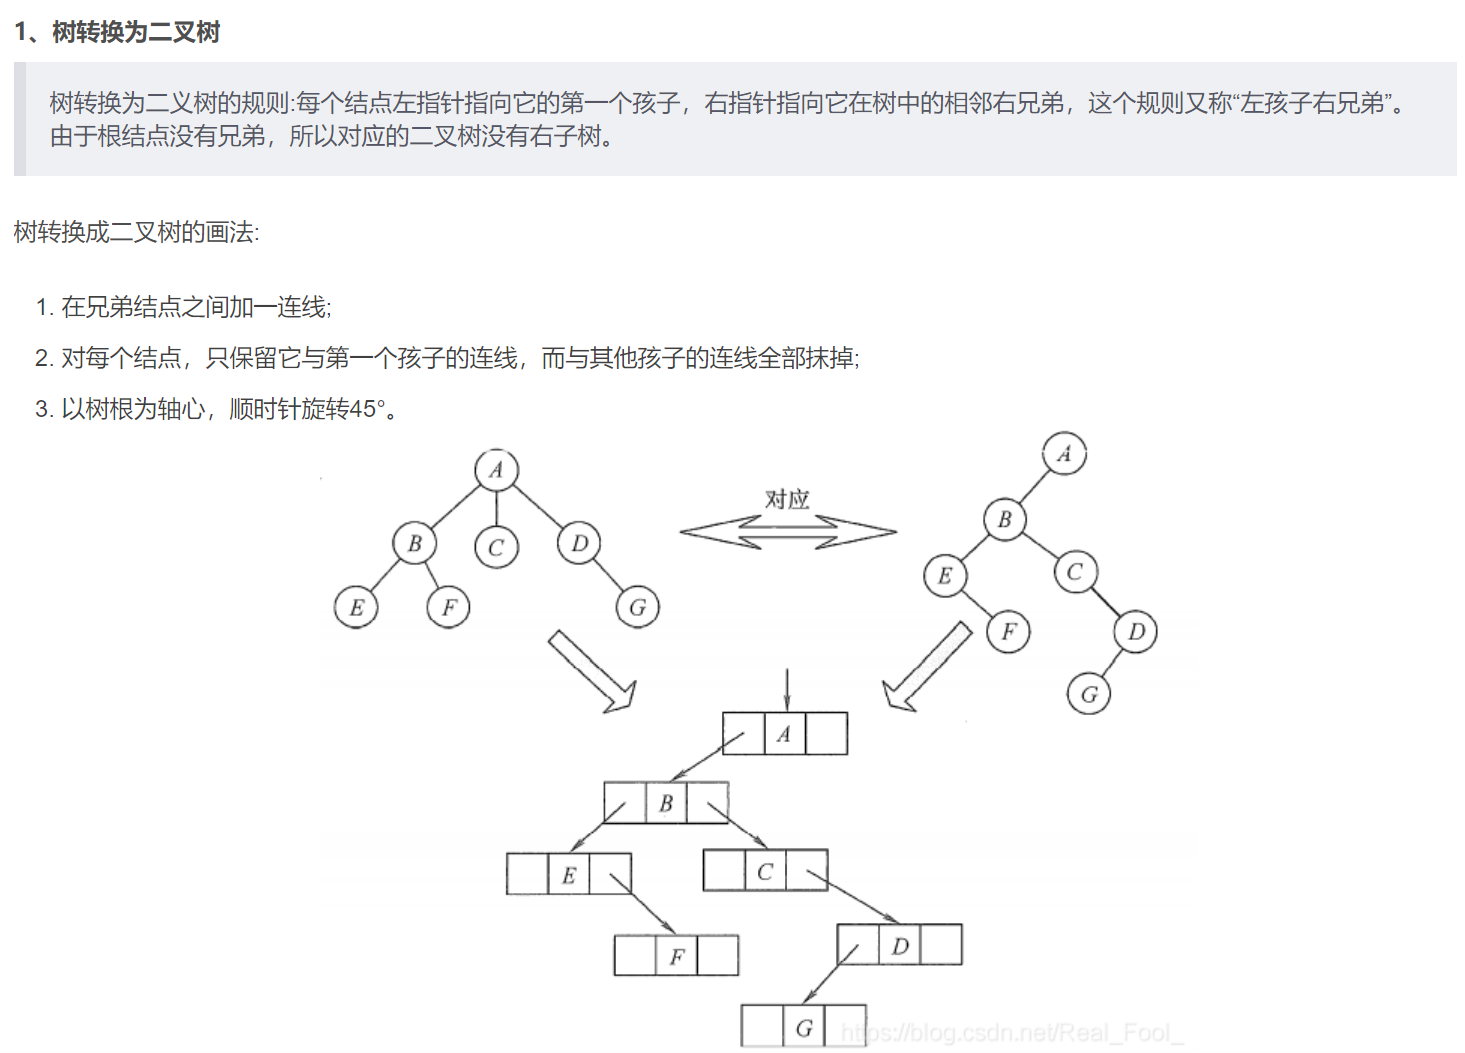 1、树转换为二叉树
树转换为二义树的规则:每个结点左指针指向它的第一个孩子，右指针指向它在树中的相邻右兄弟，这个规则又称“左孩子右兄弟”。
由于根结点没有兄弟，所以对应的二叉树没有右子树。
树转换成二叉树的画法:
1. 在兄弟结点之间加一连线;
2. 对每个结点，只保留它与第一个孩子的连线，而与其他孩子的连线全部抹掉;
3. 以树根为轴心，顺时针旋转45°。
A
B
C
D
E
F
G
对应
A
B
E
C
F
D
G
A
B
E
C
F
D
G
https://blog.csdn.net/Real_Fool_